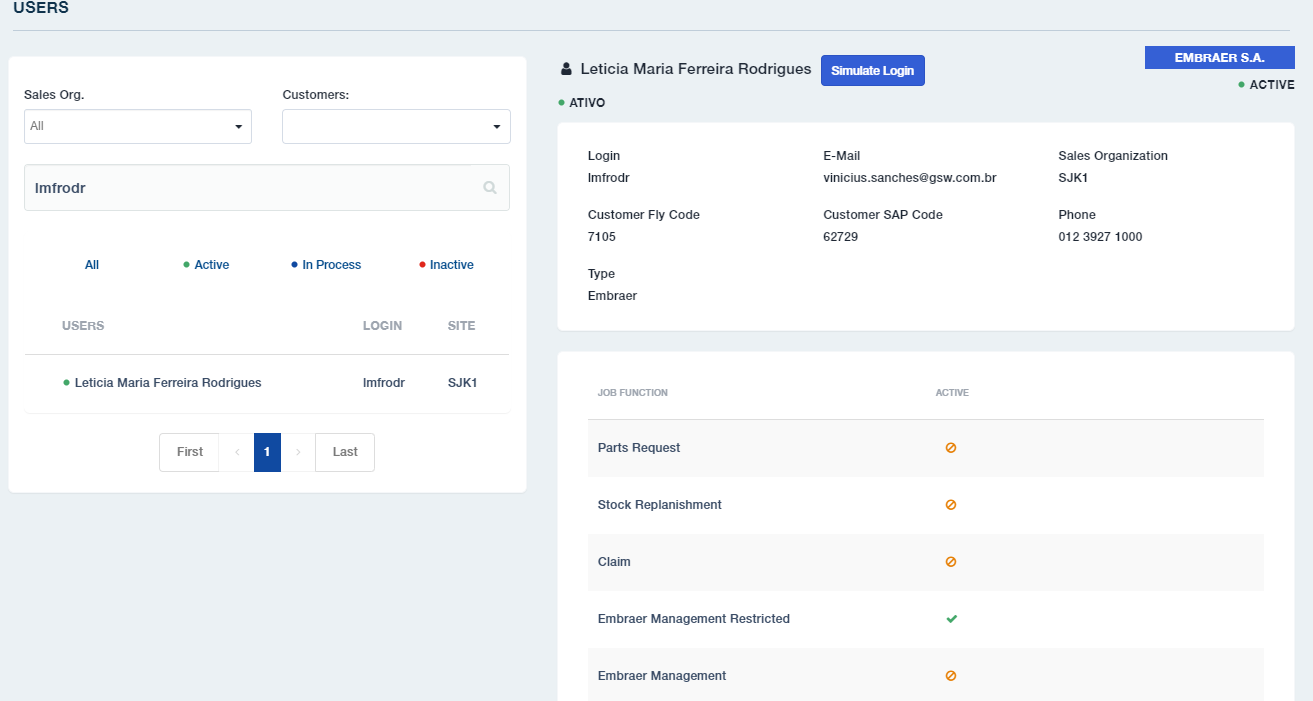 USERS
Sales Org.
Customers:
All
lmfrodr
All
Active
In Process
Inactive
USERS LOGIN SITE
Leticia Maria Ferreira Rodrigues lmfrodr SJK1
First ‹ 1 › Last
Leticia Maria Ferreira Rodrigues
Simulate Login
ATIVO
EMBRAER S.A.
ACTIVE
Login E-Mail Sales Organization
lmfrodr vinicius.sanches@gsw.com.br SJK1
Customer Fly Code Customer SAP Code Phone
7105 62729 012 3927 1000
Type
Embraer
JOB FUNCTION ACTIVE
Parts Request
Stock Replanishment
Claim
Embraer Management Restricted
Embraer Management